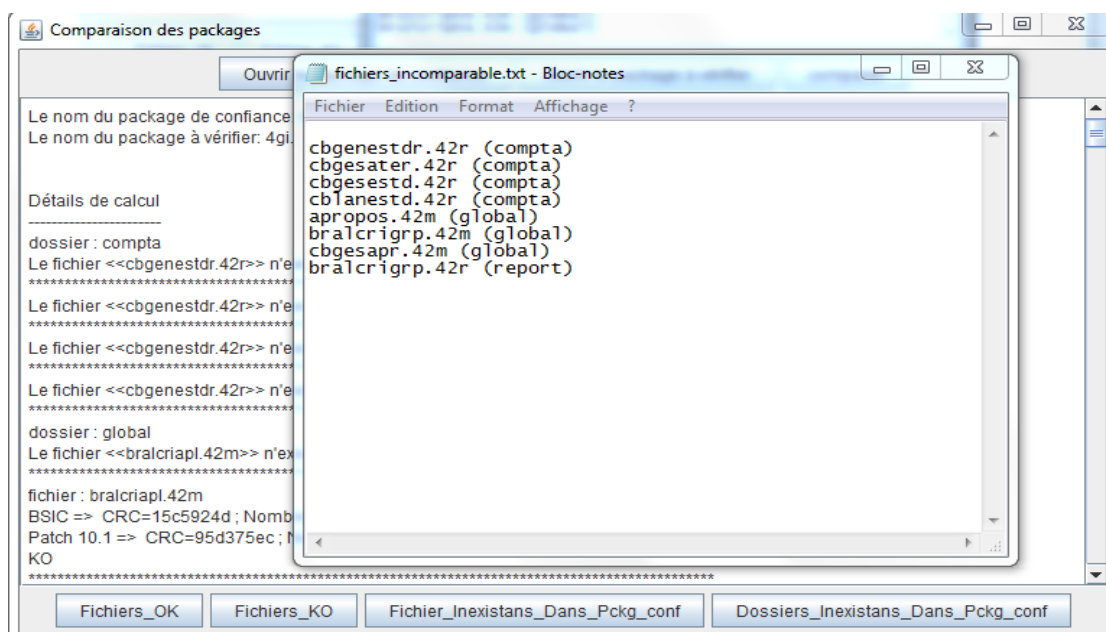 Comparaison des packages
Ouvrir
Le nom du package de confiance
Le nom du package à vérifier: 4gi.
Détails de calcul
-----------------------
dossier : compta
Le fichier <<cbgenestdr.42r>> n'e
****************************************
Le fichier <<cbgenestdr.42r>> n'e
****************************************
Le fichier <<cbgenestdr.42r>> n'e
****************************************
Le fichier <<cbgenestdr.42r>> n'e
****************************************
dossier : global
Le fichier <<bralcriapl.42m>> n'ex
****************************************
fichier : bralcriapl.42m
BSIC => CRC=15c5924d ; Nomb
Patch 10.1 => CRC=95d375ec ;
KO
****************************************************************************************************
fichiers_incomparable.txt - Bloc-notes
Fichier Edition Format Affichage ?
cbgenestdr.42r (compta)
cbgesater.42r (compta)
cbgesestd.42r (compta)
cblanestd.42r (compta)
apropos.42m (global)
bralcrigrp.42m (global)
cbgesapr.42m (global)
bralcrigrp.42r (report)
Fichiers_OK
Fichiers_KO
Fichier_Inexistans_Dans_Pckg_conf
Dossiers_Inexistans_Dans_Pckg_conf